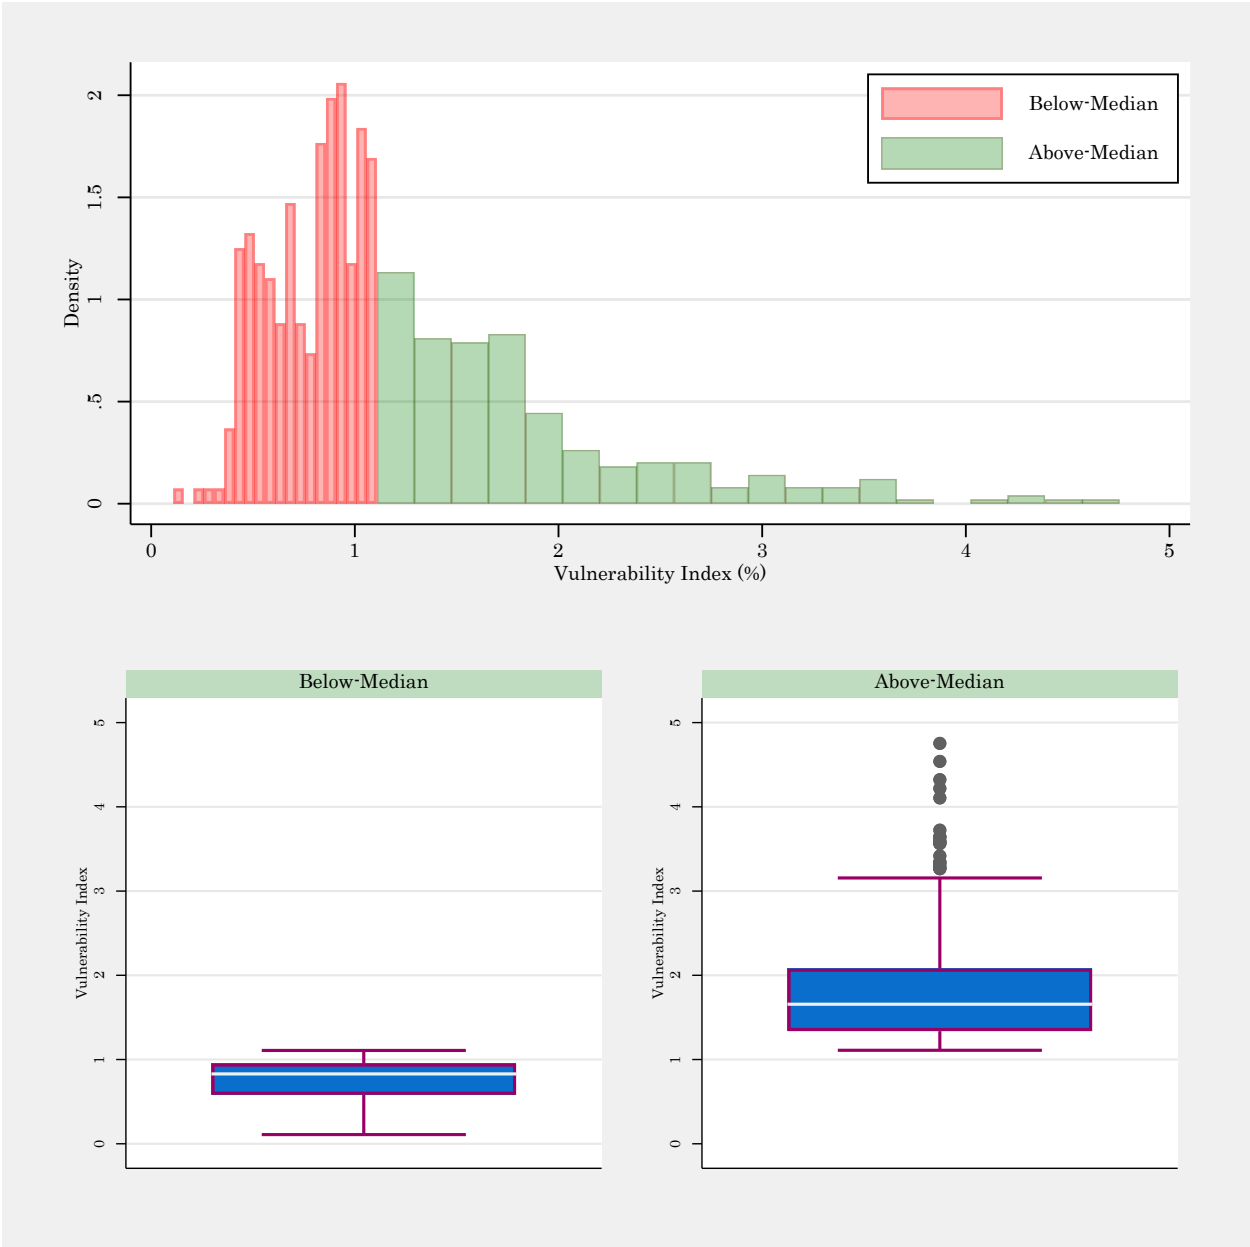 Density
2
1.5
1
.5
0
Below-Median
Above-Median
0 1 2 3 4 5
Vulnerability Index (%)
Below-Median
Vulnerability Index
5
4
3
2
1
0
Above-Median
Vulnerability Index
5
4
3
2
1
0